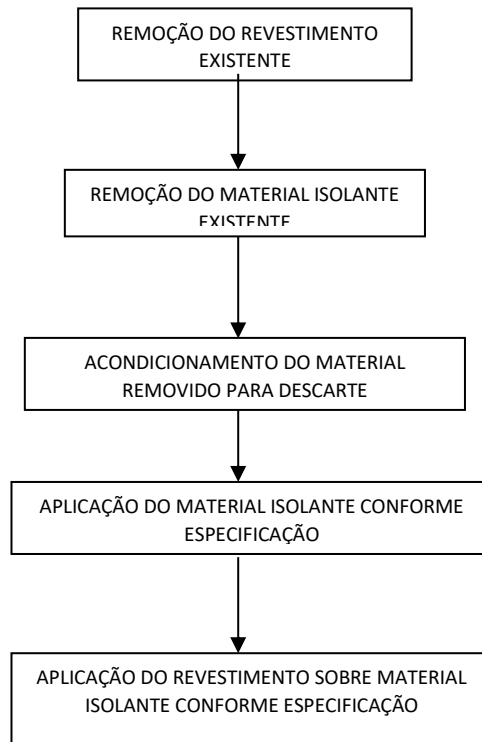 REMOÇÃO DO REVESTIMENTO
EXISTENTE
REMOÇÃO DO MATERIAL ISOLANTE
EXISTENTE
ACONDICIONAMENTO DO MATERIAL
REMOVIDO PARA DESCARTE
APLICAÇÃO DO MATERIAL ISOLANTE CONFORME
ESPECIFICAÇÃO
APLICAÇÃO DO REVESTIMENTO SOBRE MATERIAL
ISOLANTE CONFORME ESPECIFICAÇÃO